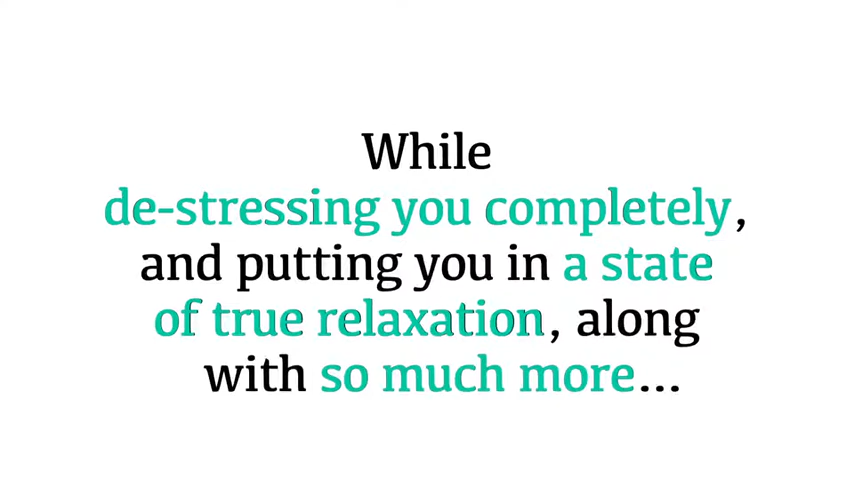 While
de-stressing you completely,
and putting you in a state
of true relaxation, along
with so much more...